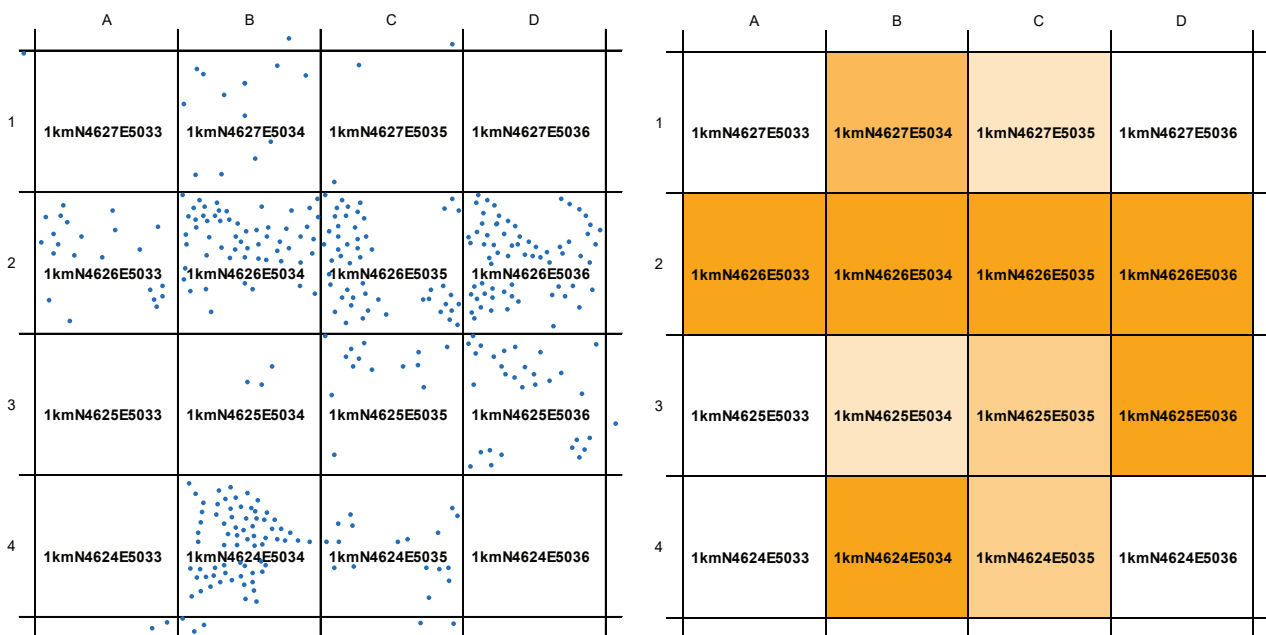 A B C D A B C D
1 1kmN4627E5033 1kmN4627E5034 1kmN4627E5035 1kmN4627E5036 1 1kmN4627E5033 1kmN4627E5034 1kmN4627E5035 1kmN4627E5036
2 1kmN4626E5033 1kmN4626E5034 1kmN4626E5035 1kmN4626E5036 2 1kmN4626E5033 1kmN4626E5034 1kmN4626E5035 1kmN4626E5036
3 1kmN4625E5033 1kmN4625E5034 1kmN4625E5035 1kmN4625E5036 3 1kmN4625E5033 1kmN4625E5034 1kmN4625E5035 1kmN4625E5036
4 1kmN4624E5033 1kmN4624E5034 1kmN4624E5035 1kmN4624E5036 4 1kmN4624E5033 1kmN4624E5034 1kmN4624E5035 1kmN4624E5036